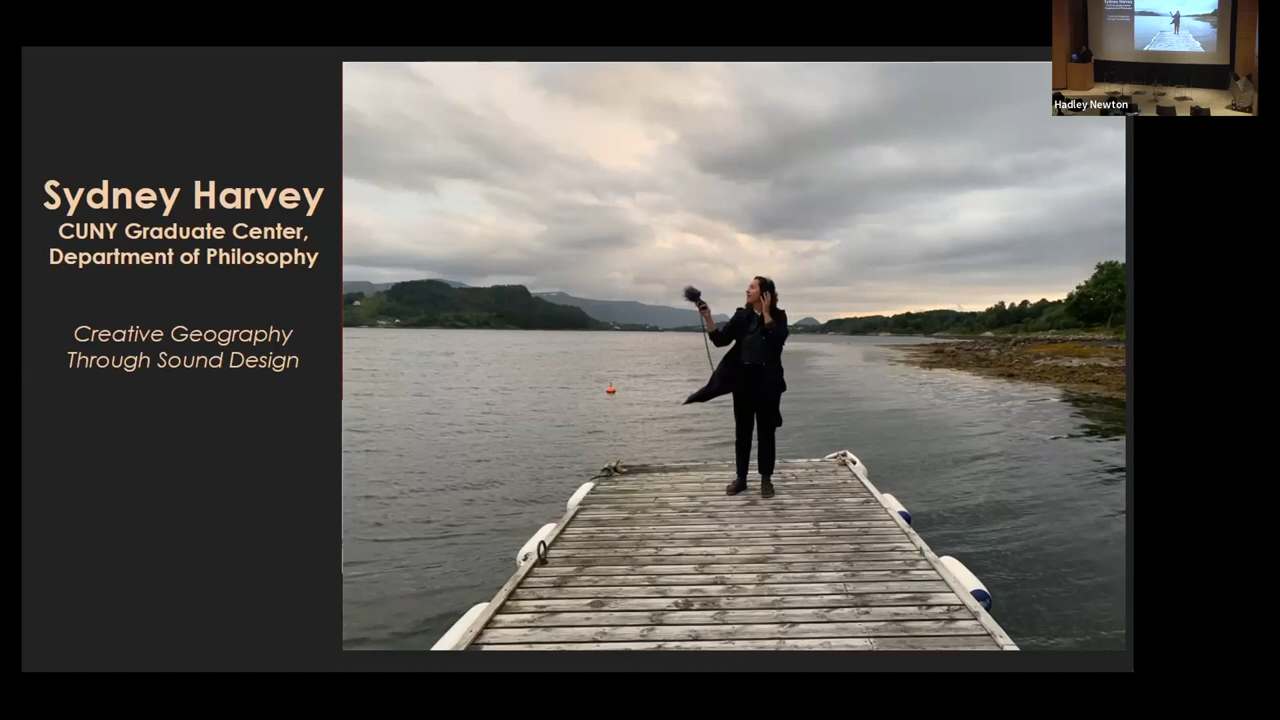 Sydney Harvey
CUNY Graduate Center,
Department of Philosophy
Creative Geography
Through Sound Design
Hadley Newton